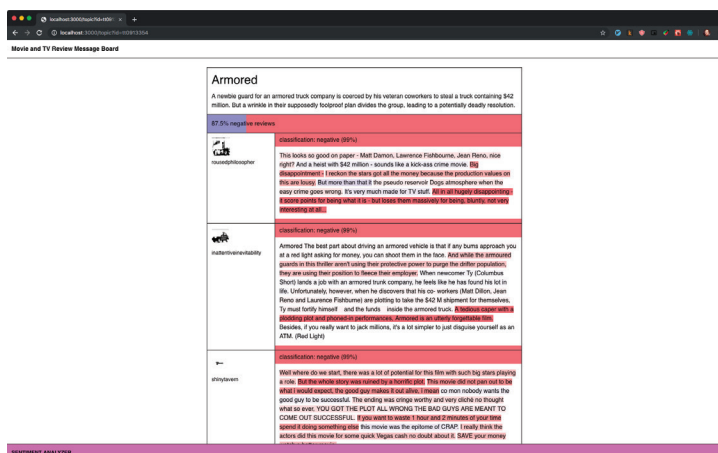 localhost:3000/topic?id=tt0913354
localhost:3000/topic?id=tt0913354
Movie and TV Review Message Board
Armored
A newbie guard for an armored truck company is coerced by his veteran coworkers to steal a truck containing $42
million. But a wrinkle in their supposedly foolproof plan divides the group, leading to a potentially deadly resolution.
87.5% negative reviews
rousedphilosopher
classification: negative (99%)
This looks so good on paper - Matt Damon, Lawrence Fishbourne, Jean Reno, nice
right? And a heist with $42 million - sounds like a kick-ass crime movie. Big
disappointment - I reckon the stars got all the money because the production values on
this are lousy. But more than that it the pseudo reservoir Dogs atmosphere when the
easy crime goes wrong. It's very much made for TV stuff. All in all hugely disappointing -
it score points for being what it is - but loses them massively for being, bluntly, not very
interesting at all...
inattentiveinevitability
classification: negative (99%)
Armored The best part about driving an armored vehicle is that if any bums approach you
at a red light asking for money, you can shoot them in the face. And while the armoured
guards in this thriller aren't using their protective power to purge the drifter population,
they are using their position to fleece their employer. When newcomer Ty (Columbus
Short) lands a job with an armored trunk company, he feels like he has found his lot in
life. Unfortunately, however, when he discovers that his co- workers (Matt Dillon, Jean
Reno and Laurence Fishburne) are plotting to take the $42 M shipment for themselves,
Ty must fortify himself and the funds inside the armored truck. A tedious caper with a
plodding plot and phoned-in performances, Armored is an utterly forgettable film.
Besides, if you really want to jack millions, it's a lot simpler to just disguise yourself as an
ATM. (Red Light)
shinytavern
classification: negative (99%)
Well where do we start, there was a lot of potential for this film with such big stars playing
a role. But the whole story was ruined by a horrific plot. This movie did not pan out to be
what I would expect, the good guy makes it out alive, i mean co mon nobody wants the
good guy to be successful. The ending was cringe worthy and very cliché no thought
what so ever, YOU GOT THE PLOT ALL WRONG THE BAD GUYS ARE MEANT TO
COME OUT SUCCESSFUL. If you want to waste 1 hour and 2 minutes of your time
spend it doing something else this movie was the epitome of CRAP. I really think the
actors did this movie for some quick Vegas cash no doubt about it. SAVE your money
SENTIMENT ANALYZER